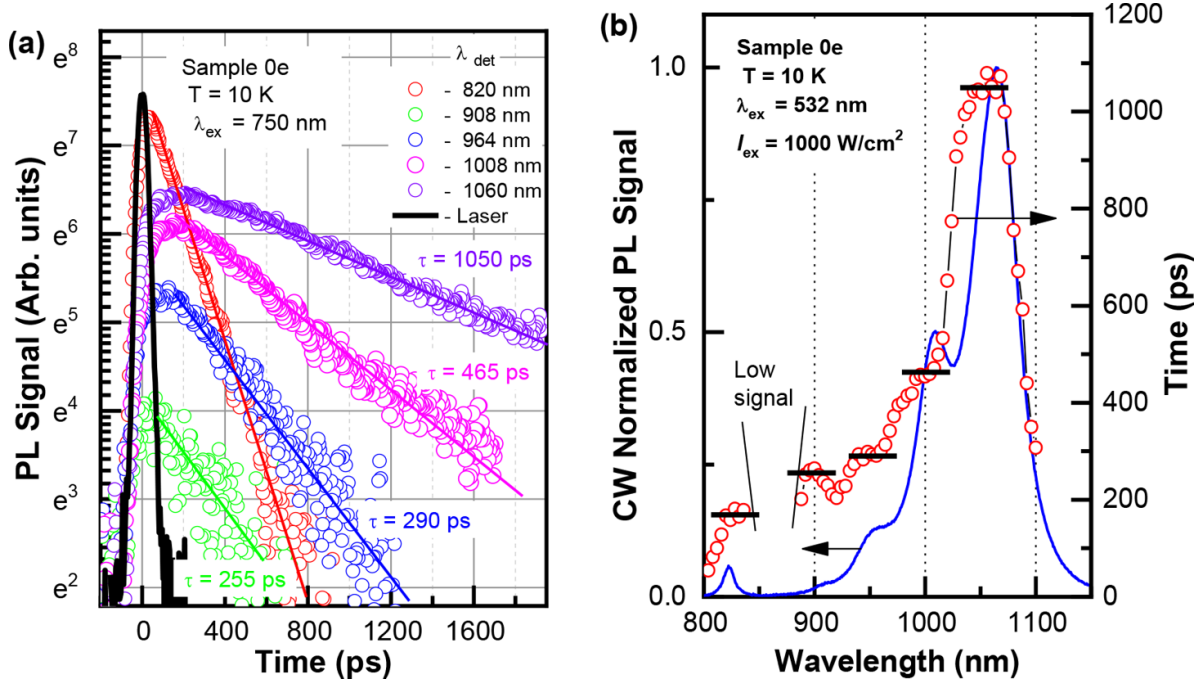 (a)
Sample 0e
T = 10 K
λex = 750 nm
λ det
- 820 nm
- 908 nm
- 964 nm
- 1008 nm
- 1060 nm
- Laser
e⁸
e⁷
e⁶
e⁵
e⁴
e³
e²
PL Signal (Arb. units)
τ = 1050 ps
τ = 465 ps
τ = 290 ps
τ = 255 ps
0 400 800 1200 1600
Time (ps)
(b)
Sample 0e
T = 10 K
λex = 532 nm
Iex = 1000 W/cm²
Low
signal
1.0
0.5
0.0
CW Normalized PL Signal
1200
1000
800
600
400
200
0
Time (ps)
800 900 1000 1100
Wavelength (nm)